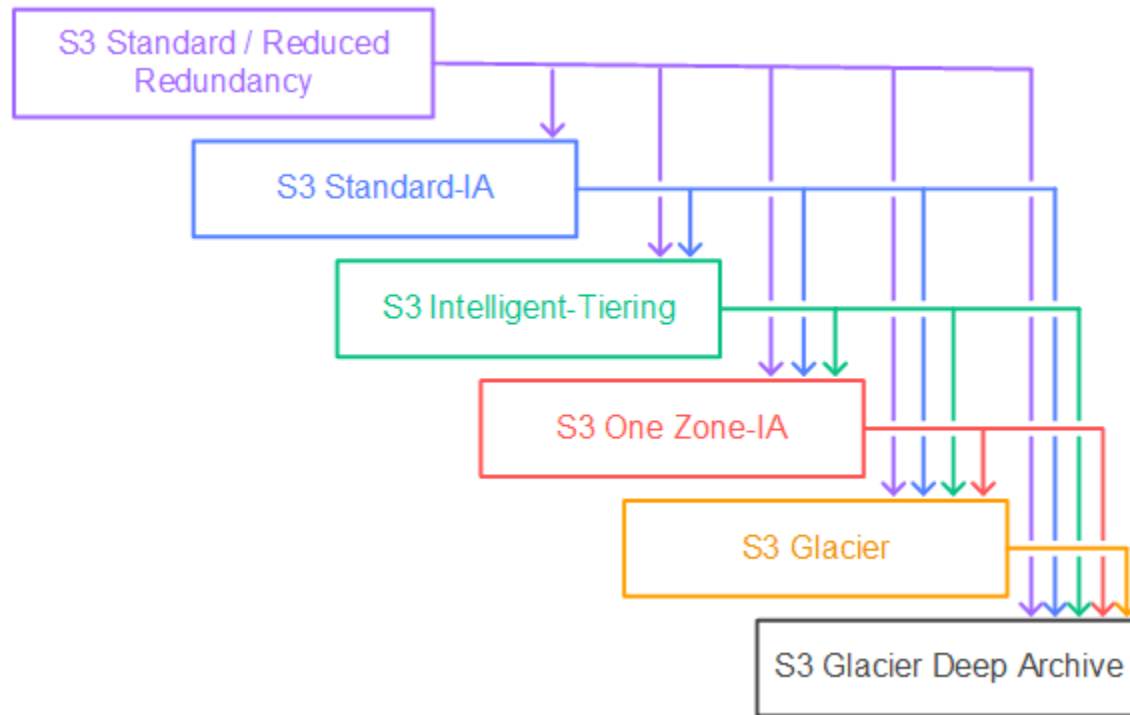 S3 Standard / Reduced
Redundancy
S3 Standard-IA
S3 Intelligent-Tiering
S3 One Zone-IA
S3 Glacier
S3 Glacier Deep Archive